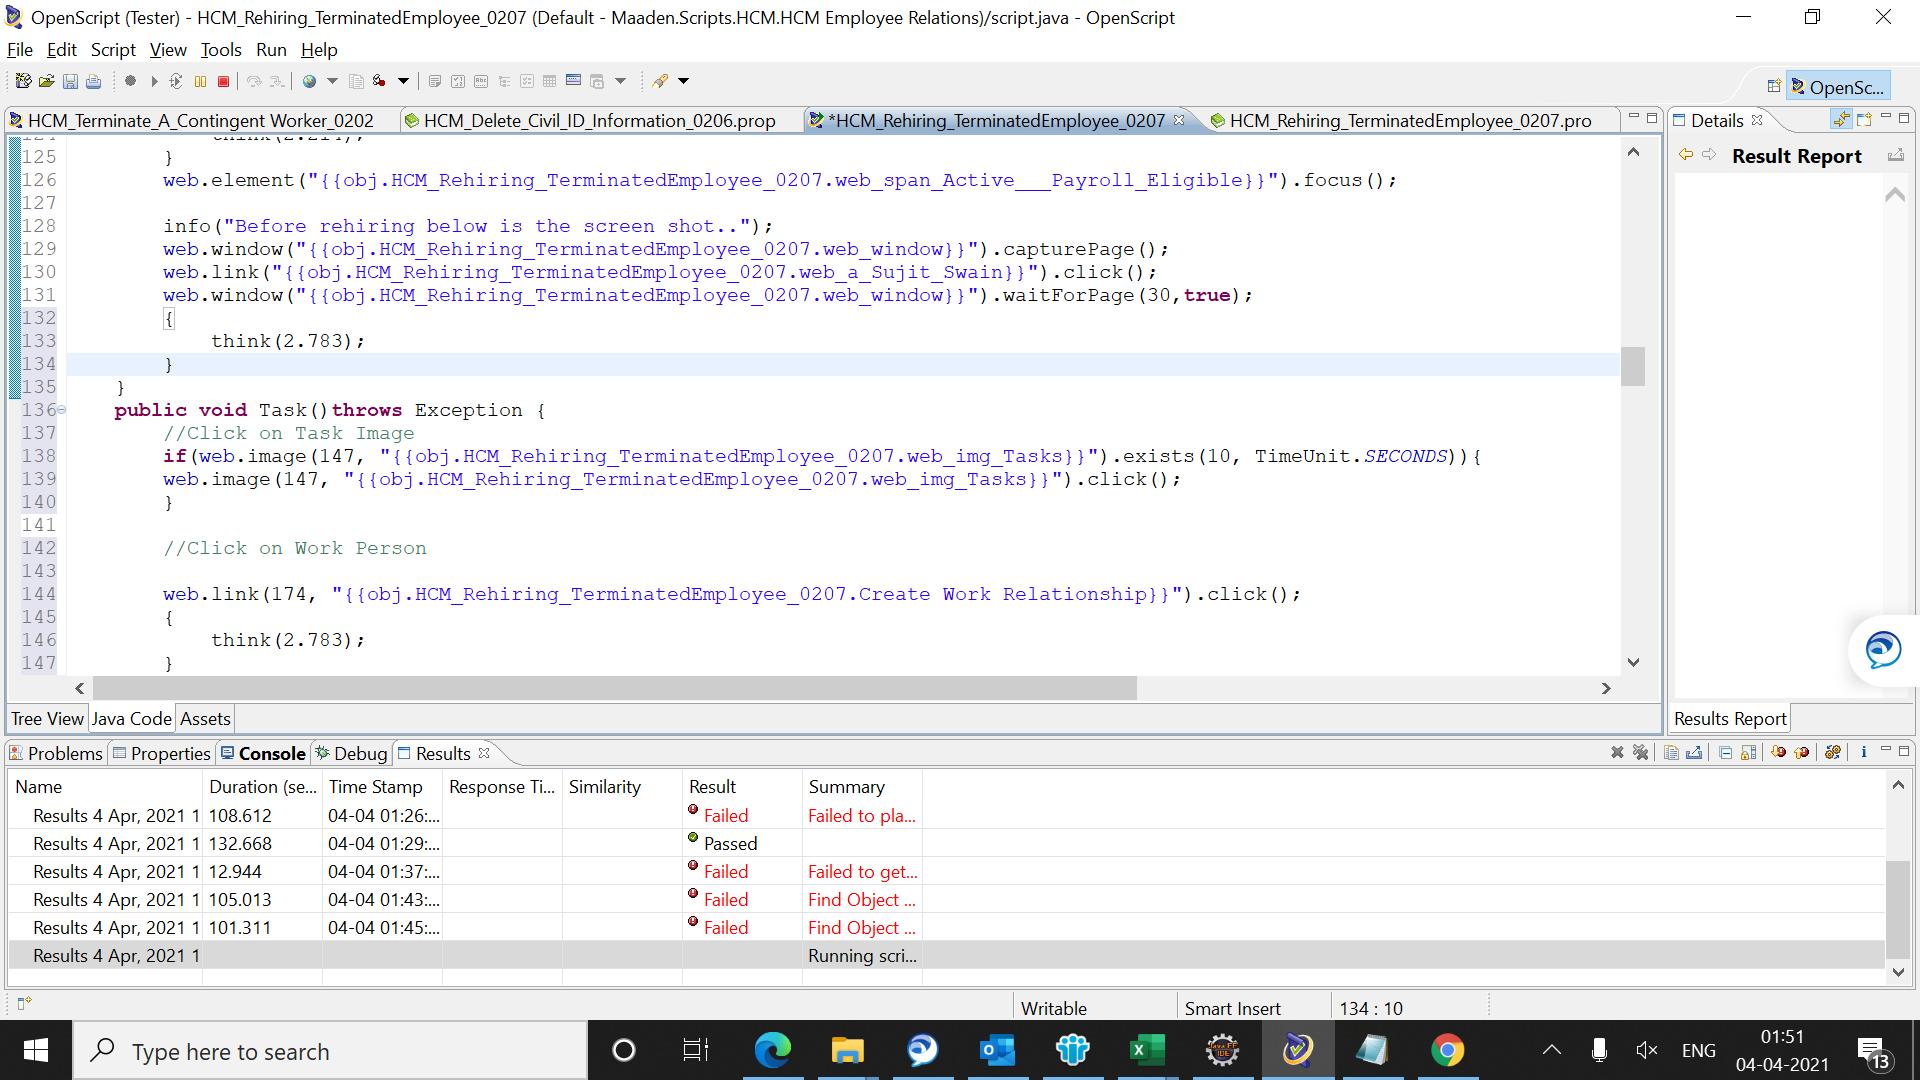 OpenScript (Tester) - HCM_Rehiring_TerminatedEmployee_0207 (Default - Maaden.Scripts.HCM.HCM Employee Relations)/script.java - OpenScript
File Edit Script View Tools Run Help
OpenSc...
HCM_Terminate_A_Contingent Worker_0202 HCM_Delete_Civil_ID_Information_0206.prop *HCM_Rehiring_TerminatedEmployee_0207 HCM_Rehiring_TerminatedEmployee_0207.pro
Details
Result Report
125 }
126 web.element("{{obj.HCM_Rehiring_TerminatedEmployee_0207.web_span_Active___Payroll_Eligible}}").focus();
127
128 info("Before rehiring below is the screen shot..");
129 web.window("{{obj.HCM_Rehiring_TerminatedEmployee_0207.web_window}}").capturePage();
130 web.link("{{obj.HCM_Rehiring_TerminatedEmployee_0207.web_a_Sujit_Swain}}").click();
131 web.window("{{obj.HCM_Rehiring_TerminatedEmployee_0207.web_window}}").waitForPage(30,true);
132 {
133 think(2.783);
134 }
135 }
136 public void Task()throws Exception {
137 //Click on Task Image
138 if(web.image(147, "{{obj.HCM_Rehiring_TerminatedEmployee_0207.web_img_Tasks}}").exists(10, TimeUnit.SECONDS)){
139 web.image(147, "{{obj.HCM_Rehiring_TerminatedEmployee_0207.web_img_Tasks}}").click();
140 }
141
142 //Click on Work Person
143
144 web.link(174, "{{obj.HCM_Rehiring_TerminatedEmployee_0207.Create Work Relationship}}").click();
145 {
146 think(2.783);
147 }
Tree View Java Code Assets
Results Report
Problems Properties Console Debug Results
Name Duration (se... Time Stamp Response Ti... Similarity Result Summary
Results 4 Apr, 2021 1 108.612 04-04 01:26:... Failed Failed to pla...
Results 4 Apr, 2021 1 132.668 04-04 01:29:... Passed
Results 4 Apr, 2021 1 12.944 04-04 01:37:... Failed Failed to get...
Results 4 Apr, 2021 1 105.013 04-04 01:43:... Failed Find Object ...
Results 4 Apr, 2021 1 101.311 04-04 01:45:... Failed Find Object ...
Results 4 Apr, 2021 1 Running scri...
Writable Smart Insert 134 : 10
Type here to search
ENG
01:51
04-04-2021
13